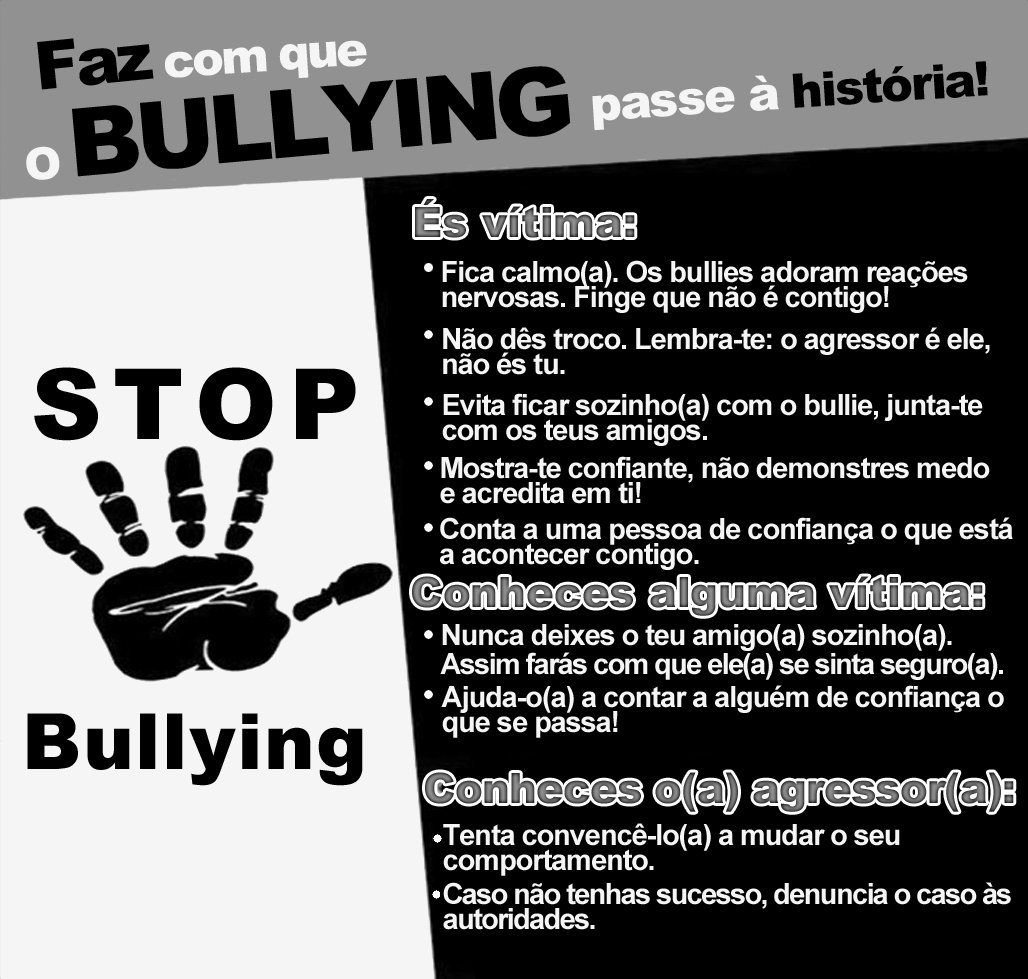 Faz com que
o BULLYING passe à história!
STOP
Bullying
És vítima:
• Fica calmo(a). Os bullies adoram reações
nervosas. Finge que não é contigo!
• Não dês troco. Lembra-te: o agressor é ele,
não és tu.
• Evita ficar sozinho(a) com o bullie, junta-te
com os teus amigos.
• Mostra-te confiante, não demonstres medo
e acredita em ti!
• Conta a uma pessoa de confiança o que está
a acontecer contigo.
Conheces alguma vítima:
• Nunca deixes o teu amigo(a) sozinho(a).
Assim farás com que ele(a) se sinta seguro(a).
• Ajuda-o(a) a contar a alguém de confiança o
que se passa!
Conheces o(a) agressor(a):
•Tenta convencê-lo(a) a mudar o seu
comportamento.
•Caso não tenhas sucesso, denuncia o caso às
autoridades.